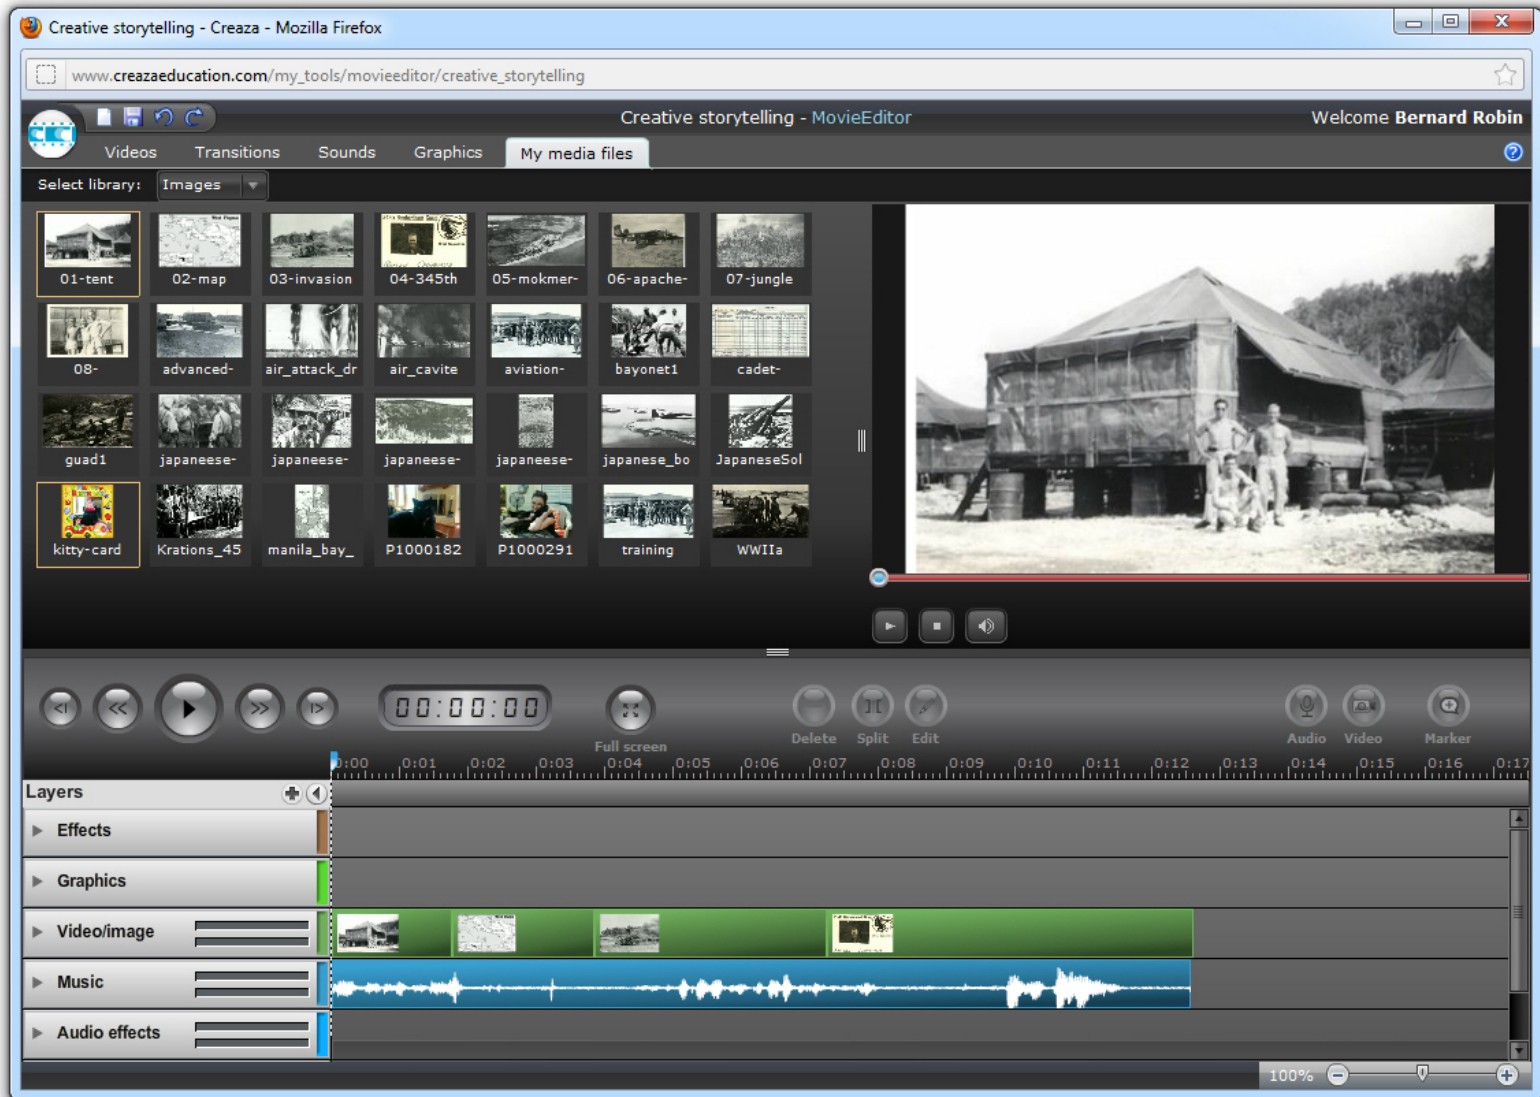 Creative storytelling - Creaza - Mozilla Firefox
www.creazaeducation.com/my_tools/movieeditor/creative_storytelling
Creative storytelling - MovieEditor
Welcome Bernard Robin
Videos Transitions Sounds Graphics My media files
Select library: Images
01-tent 02-map 03-invasion 04-345th 05-mokmer- 06-apache- 07-jungle
08- advanced- air_attack_dr air_cavite aviation- bayonet1 cadet-
guad1 japaneese- japaneese- japaneese- japaneese- japanese_bo JapaneseSol
kitty-card Krations_45 manila_bay_ P1000182 P1000291 training WWIIa
00:00:00
Full screen
Delete Split Edit
Audio Video Marker
0:00 0:01 0:02 0:03 0:04 0:05 0:06 0:07 0:08 0:09 0:10 0:11 0:12 0:13 0:14 0:15 0:16 0:17
Layers
Effects
Graphics
Video/image
Music
Audio effects
100%